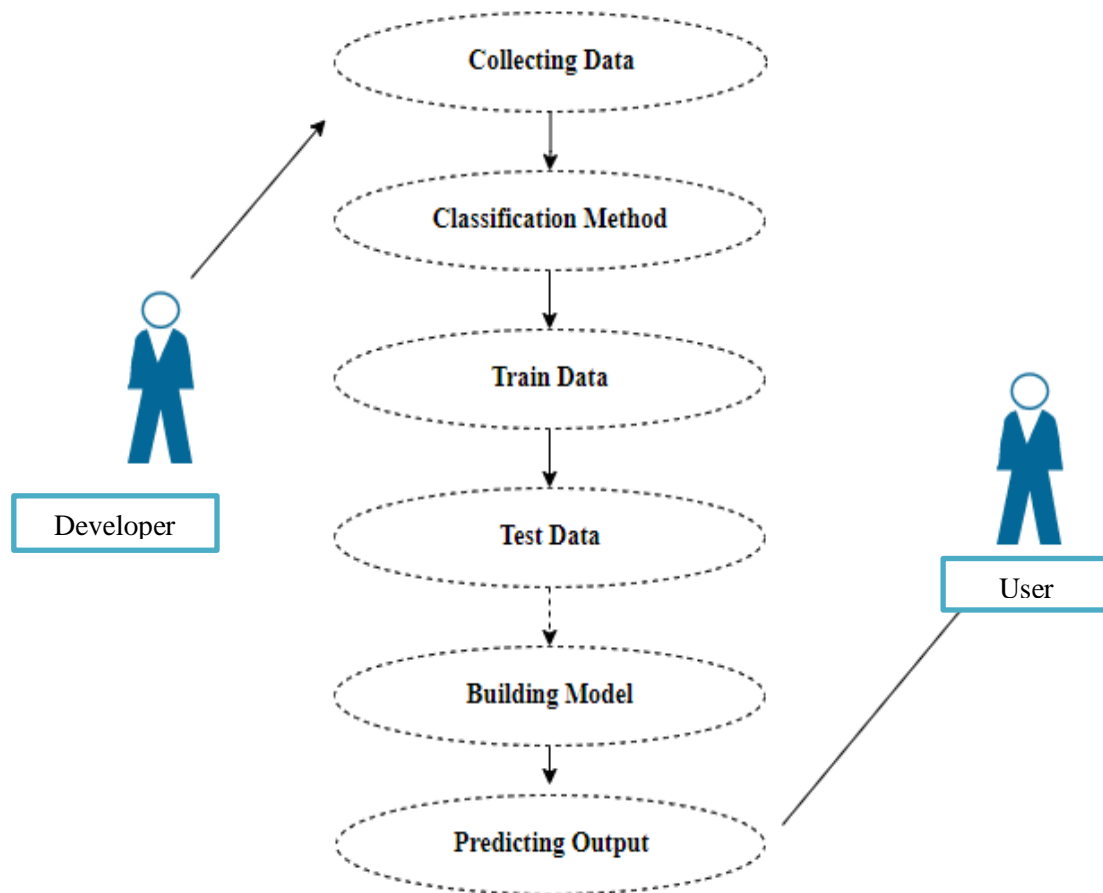 Collecting Data
Classification Method
Train Data
Developer
Test Data
User
Building Model
Predicting Output